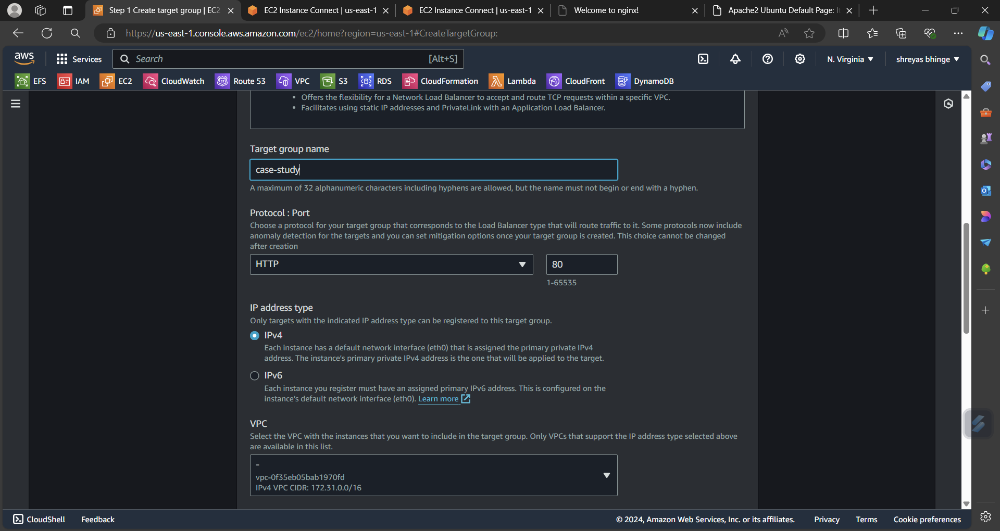 Step 1 Create target group | EC2
EC2 Instance Connect | us-east-1
EC2 Instance Connect | us-east-1
Welcome to nginx!
Apache2 Ubuntu Default Page: It
https://us-east-1.console.aws.amazon.com/ec2/home?region=us-east-1#CreateTargetGroup:
aws
Services
Search
[Alt+S]
N. Virginia
shreyas bhinge
EFS
IAM
EC2
CloudWatch
Route 53
VPC
S3
RDS
CloudFormation
Lambda
CloudFront
DynamoDB
• Offers the flexibility for a Network Load Balancer to accept and route TCP requests within a specific VPC.
• Facilitates using static IP addresses and PrivateLink with an Application Load Balancer.
Target group name
case-study
A maximum of 32 alphanumeric characters including hyphens are allowed, but the name must not begin or end with a hyphen.
Protocol : Port
Choose a protocol for your target group that corresponds to the Load Balancer type that will route traffic to it. Some protocols now include
anomaly detection for the targets and you can set mitigation options once your target group is created. This choice cannot be changed
after creation
HTTP
80
1-65535
IP address type
Only targets with the indicated IP address type can be registered to this target group.
IPv4
Each instance has a default network interface (eth0) that is assigned the primary private IPv4
address. The instance's primary private IPv4 address is the one that will be applied to the target.
IPv6
Each instance you register must have an assigned primary IPv6 address. This is configured on the
instance's default network interface (eth0). Learn more
VPC
Select the VPC with the instances that you want to include in the target group. Only VPCs that support the IP address type selected above
are available in this list.
-
vpc-0f35eb05bab1970fd
IPv4 VPC CIDR: 172.31.0.0/16
CloudShell
Feedback
© 2024, Amazon Web Services, Inc. or its affiliates.
Privacy
Terms
Cookie preferences